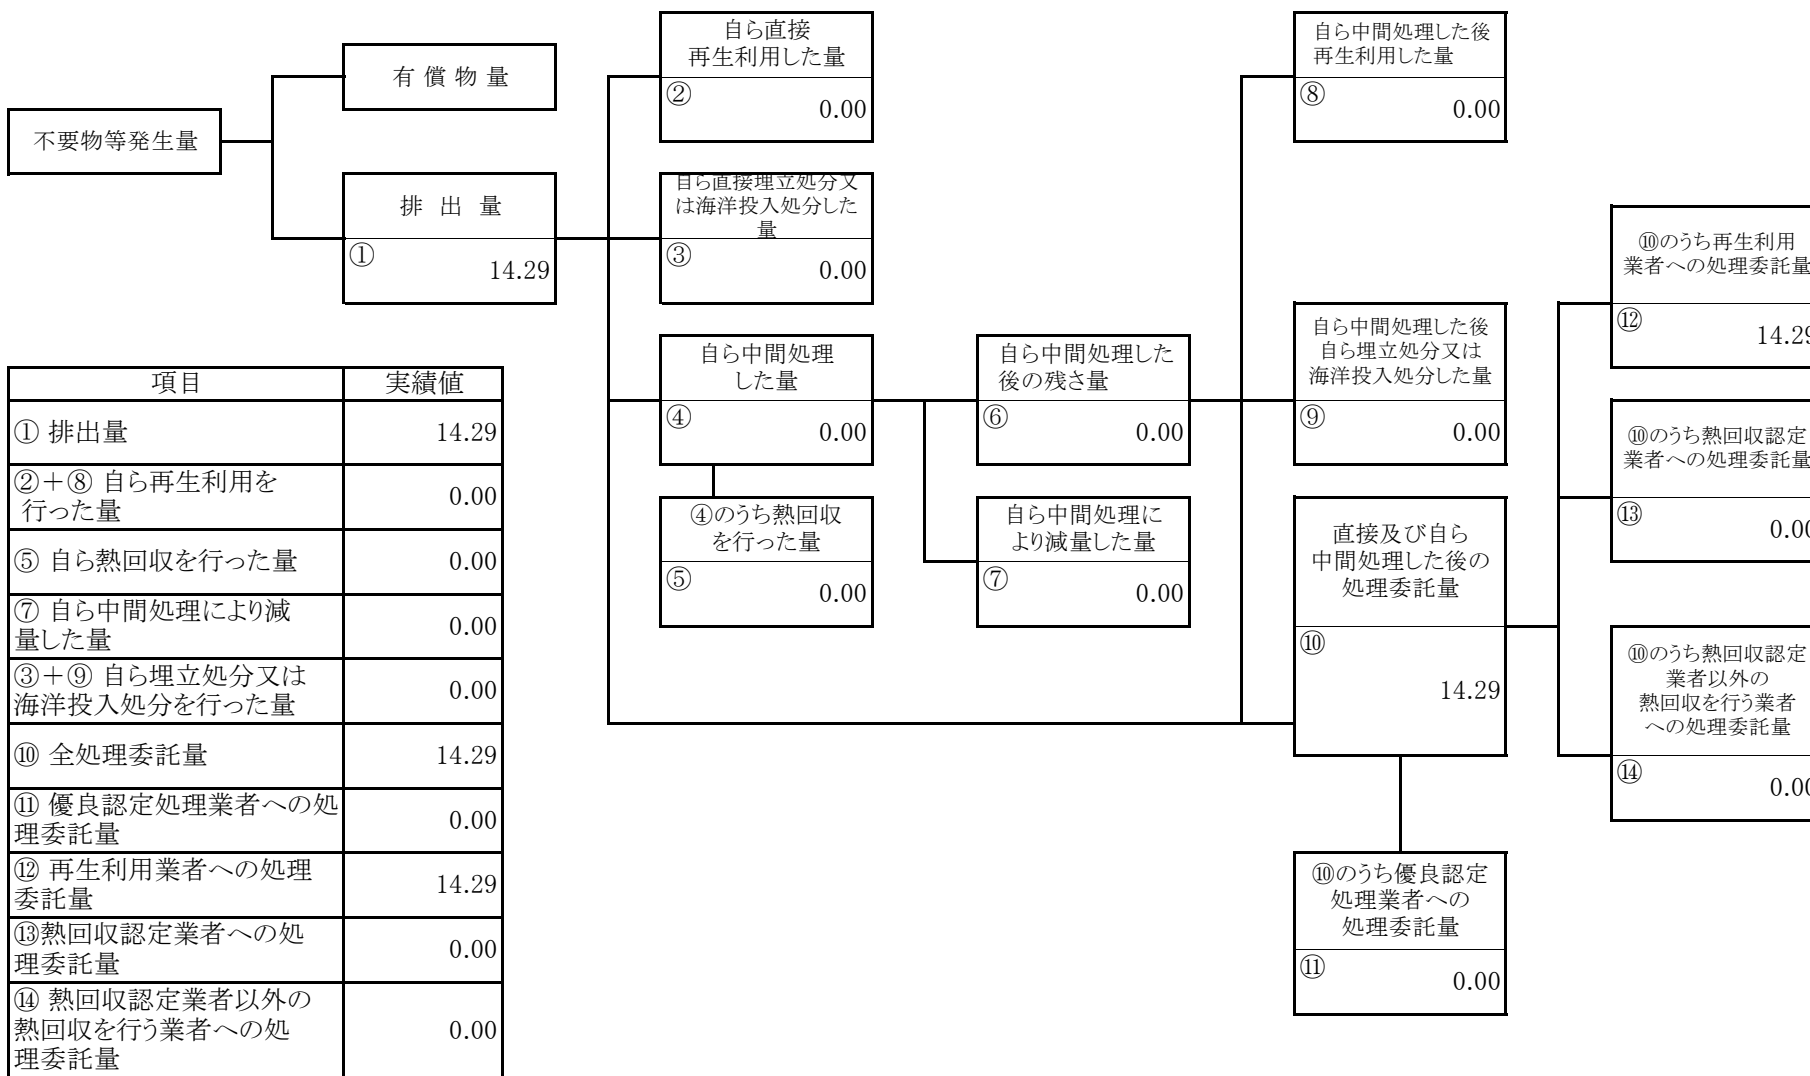 不要物等発生量
有 償 物 量
排 出 量
①
14.29
自ら直接
再生利用した量
②
0.00
自ら直接埋立処分又
は海洋投入処分した
量
③
0.00
自ら中間処理
した量
④
0.00
④のうち熱回収
を行った量
⑤
0.00
自ら中間処理した
後の残さ量
⑥
0.00
自ら中間処理に
より減量した量
⑦
0.00
自ら中間処理した後
再生利用した量
⑧
0.00
自ら中間処理した後
自ら埋立処分又は
海洋投入処分した量
⑨
0.00
直接及び自ら
中間処理した後の
処理委託量
⑩
14.29
⑩のうち優良認定
処理業者への
処理委託量
⑪
0.00
⑩のうち再生利用
業者への処理委託量
⑫
14.29
⑩のうち熱回収認定
業者への処理委託量
⑬
0.00
⑩のうち熱回収認定
業者以外の
熱回収を行う業者
への処理委託量
⑭
0.00
項目 実績値
① 排出量 14.29
②+⑧ 自ら再生利用を
行った量 0.00
⑤ 自ら熱回収を行った量 0.00
⑦ 自ら中間処理により減
量した量 0.00
③+⑨ 自ら埋立処分又は
海洋投入処分を行った量 0.00
⑩ 全処理委託量 14.29
⑪ 優良認定処理業者への処
理委託量 0.00
⑫ 再生利用業者への処理
委託量 14.29
⑬熱回収認定業者への処
理委託量 0.00
⑭ 熱回収認定業者以外の
熱回収を行う業者への処
理委託量 0.00